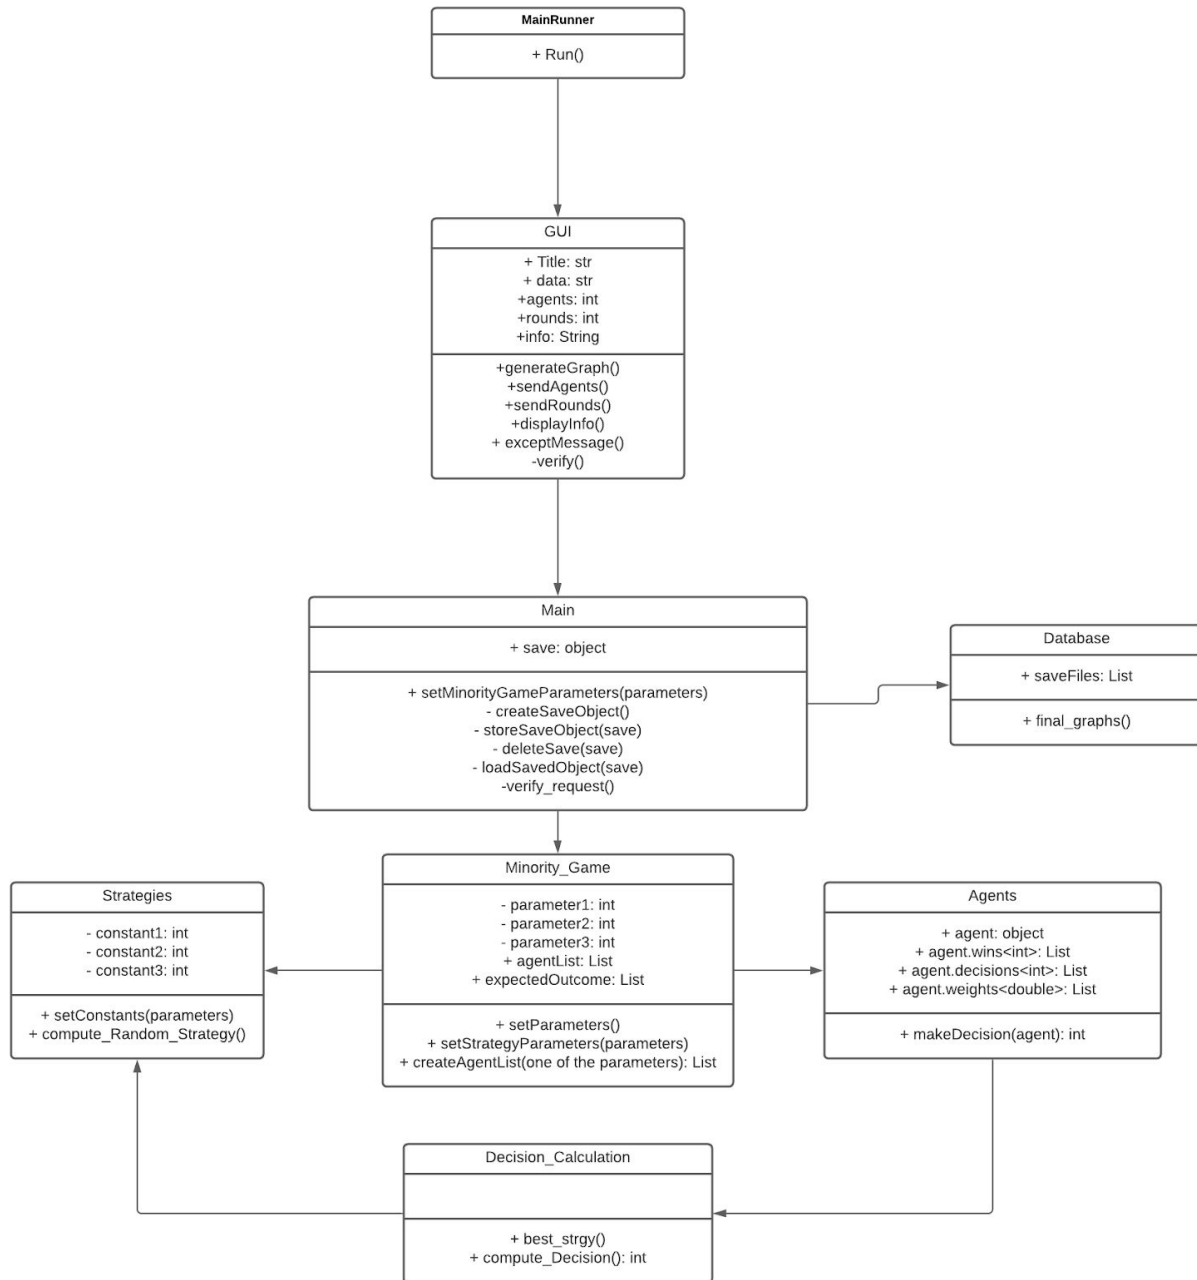 MainRunner
+ Run()
GUI
+ Title: str
+ data: str
+agents: int
+rounds: int
+info: String
+generateGraph()
+sendAgents()
+sendRounds()
+displayInfo()
+ exceptMessage()
-verify()
Main
+ save: object
+ setMinorityGameParameters(parameters)
- createSaveObject()
- storeSaveObject(save)
- deleteSave(save)
- loadSavedObject(save)
-verify_request()
Database
+ saveFiles: List
+ final_graphs()
Strategies
- constant1: int
- constant2: int
- constant3: int
+ setConstants(parameters)
+ compute_Random_Strategy()
Minority_Game
- parameter1: int
- parameter2: int
- parameter3: int
+ agentList: List
+ expectedOutcome: List
+ setParameters()
+ setStrategyParameters(parameters)
+ createAgentList(one of the parameters): List
Agents
+ agent: object
+ agent.wins<int>: List
+ agent.decisions<int>: List
+ agent.weights<double>: List
+ makeDecision(agent): int
Decision_Calculation
+ best_strgy()
+ compute_Decision(): int